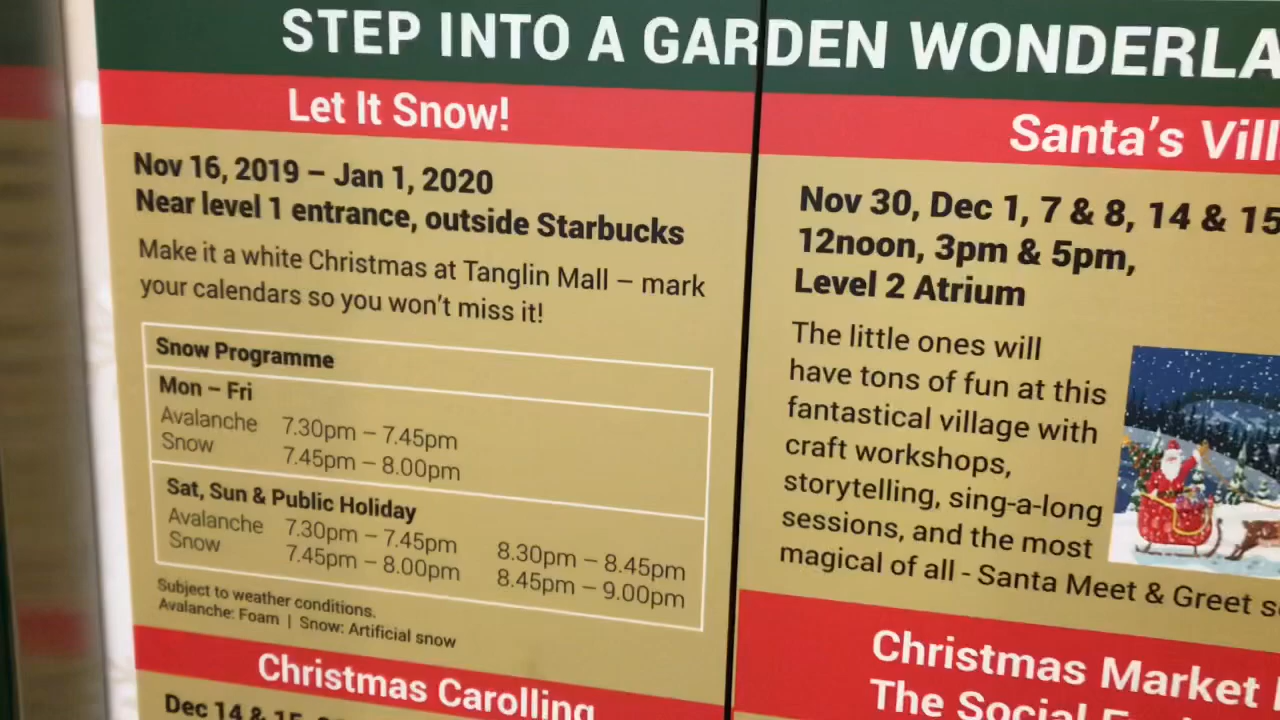 STEP INTO A GARDEN
Let It Snow!
Nov 16, 2019 – Jan 1, 2020
Near level 1 entrance, outside Starbucks
Make it a white Christmas at Tanglin Mall – mark
your calendars so you won't miss it!
Snow Programme
Mon – Fri
Avalanche 7.30pm – 7.45pm
Snow 7.45pm – 8.00pm
Sat, Sun & Public Holiday
Avalanche 7.30pm – 7.45pm 8.30pm – 8.45pm
Snow 7.45pm – 8.00pm 8.45pm – 9.00pm
Subject to weather conditions.
Avalanche: Foam | Snow: Artificial snow
Christmas Carolling
Dec 14 & 15,
Santa's
Nov 30, Dec 1, 7 & 8, 14 & 15
12noon, 3pm & 5pm,
Level 2 Atrium
The little ones will
have tons of fun at this
fantastical village with
craft workshops,
storytelling, sing-a-long
sessions, and the most
magical of all - Santa Meet & Greet
Christmas Market
The Social